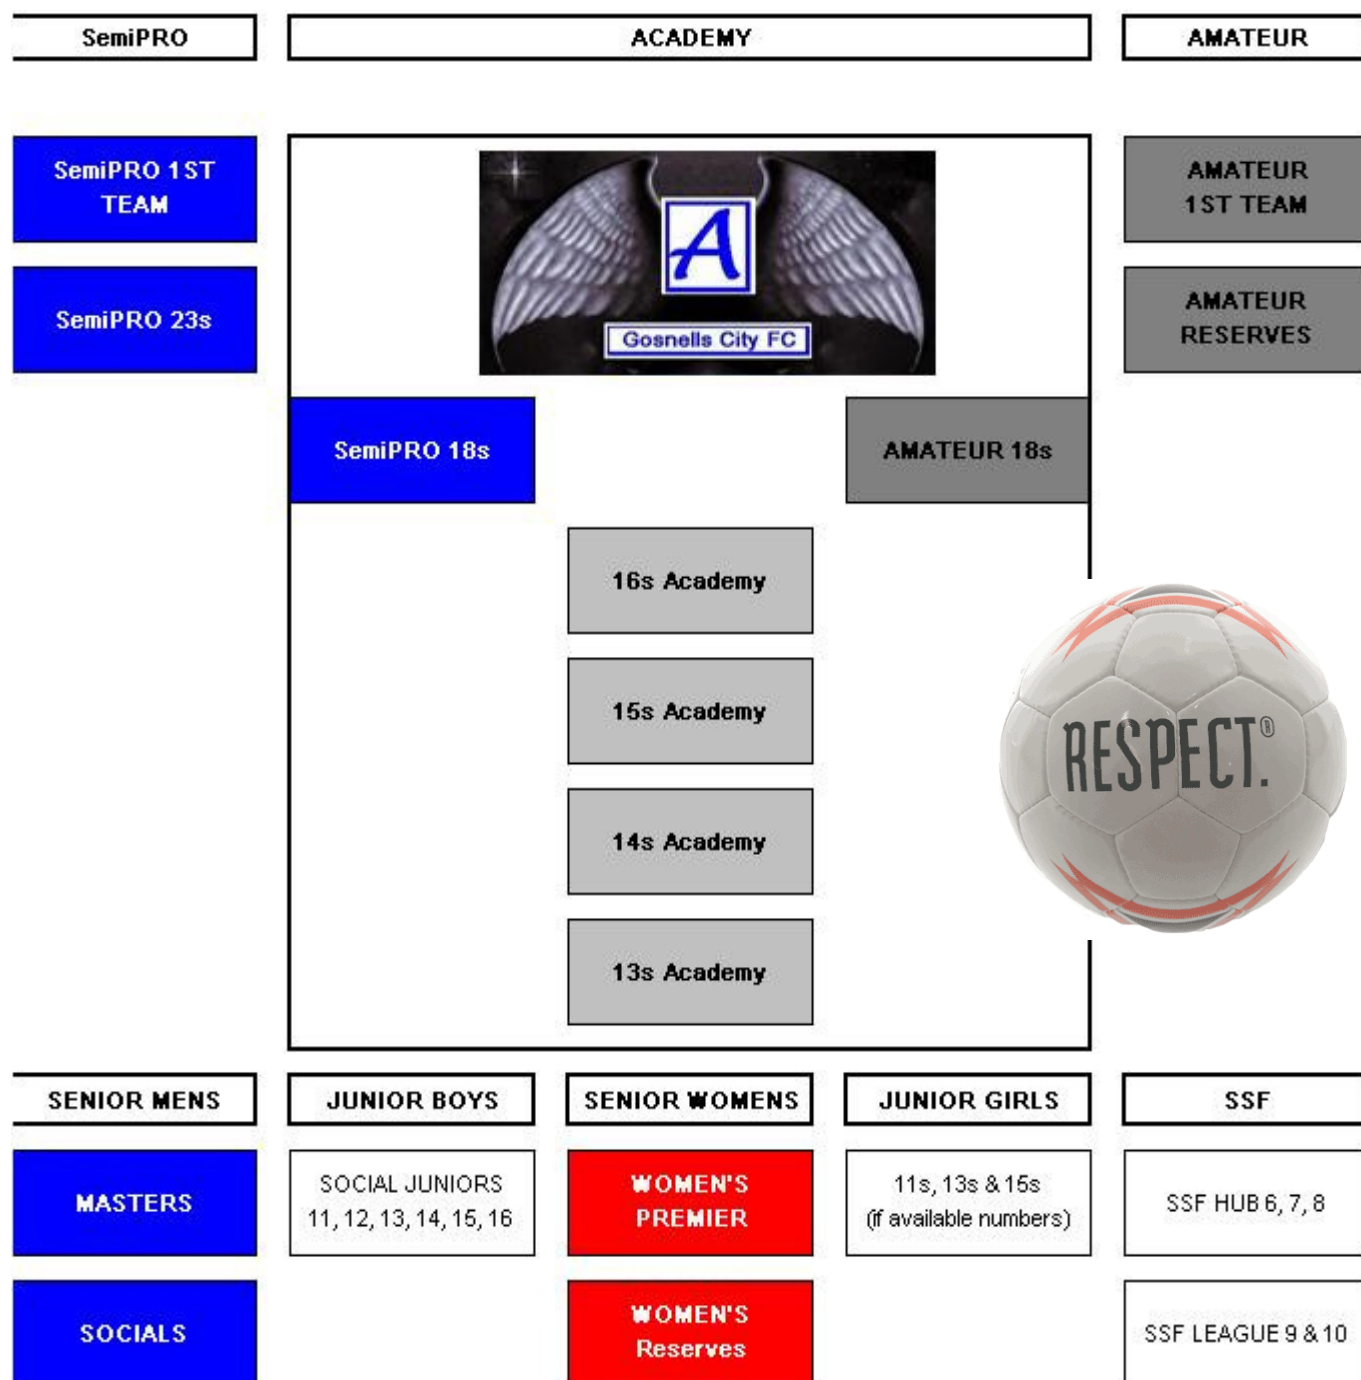 SemiPRO
ACADEMY
AMATEUR
SemiPRO 1ST
TEAM
A
Gosnells City FC
AMATEUR
1ST TEAM
SemiPRO 23s
AMATEUR
RESERVES
SemiPRO 18s
AMATEUR 18s
16s Academy
15s Academy
RESPECT.®
14s Academy
13s Academy
SENIOR MENS
JUNIOR BOYS
SENIOR WOMENS
JUNIOR GIRLS
SSF
MASTERS
SOCIAL JUNIORS
11, 12, 13, 14, 15, 16
WOMEN'S
PREMIER
11s, 13s & 15s
(if available numbers)
SSF HUB 6, 7, 8
SOCIALS
WOMEN'S
Reserves
SSF LEAGUE 9 & 10